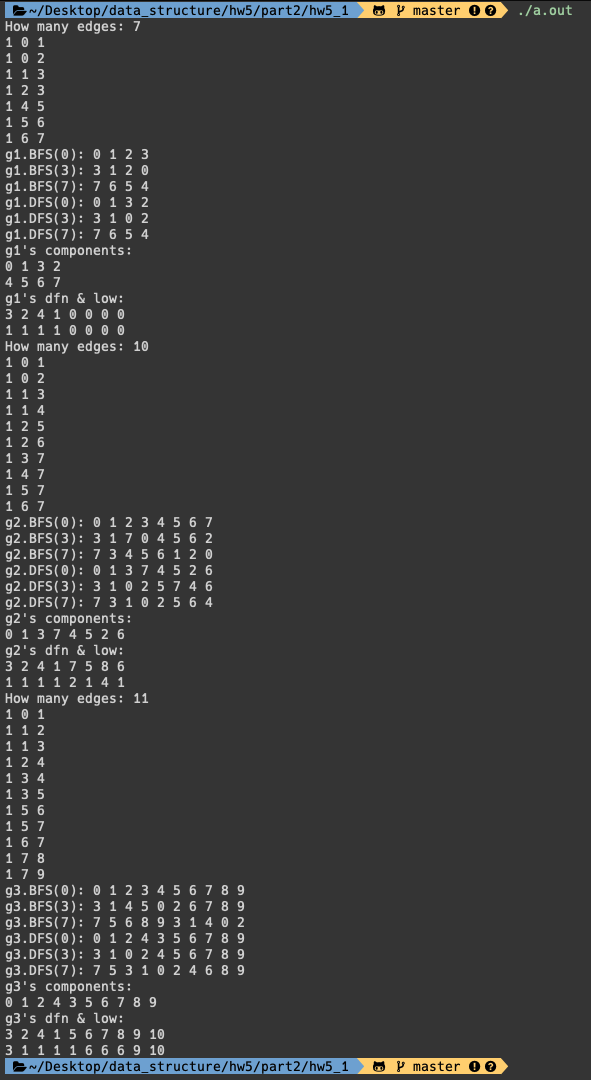 ~/Desktop/data_structure/hw5/part2/hw5_1 master ./a.out
How many edges: 7
1 0 1
1 0 2
1 1 3
1 2 3
1 4 5
1 5 6
1 6 7
g1.BFS(0): 0 1 2 3
g1.BFS(3): 3 1 2 0
g1.BFS(7): 7 6 5 4
g1.DFS(0): 0 1 3 2
g1.DFS(3): 3 1 0 2
g1.DFS(7): 7 6 5 4
g1's components:
0 1 3 2
4 5 6 7
g1's dfn & low:
3 2 4 1 0 0 0 0
1 1 1 1 0 0 0 0
How many edges: 10
1 0 1
1 0 2
1 1 3
1 1 4
1 2 5
1 2 6
1 3 7
1 4 7
1 5 7
1 6 7
g2.BFS(0): 0 1 2 3 4 5 6 7
g2.BFS(3): 3 1 7 0 4 5 6 2
g2.BFS(7): 7 3 4 5 6 1 2 0
g2.DFS(0): 0 1 3 7 4 5 2 6
g2.DFS(3): 3 1 0 2 5 7 4 6
g2.DFS(7): 7 3 1 0 2 5 6 4
g2's components:
0 1 3 7 4 5 2 6
g2's dfn & low:
3 2 4 1 7 5 8 6
1 1 1 1 2 1 4 1
How many edges: 11
1 0 1
1 1 2
1 1 3
1 2 4
1 3 4
1 3 5
1 5 6
1 5 7
1 6 7
1 7 8
1 7 9
g3.BFS(0): 0 1 2 3 4 5 6 7 8 9
g3.BFS(3): 3 1 4 5 0 2 6 7 8 9
g3.BFS(7): 7 5 6 8 9 3 1 4 0 2
g3.DFS(0): 0 1 2 4 3 5 6 7 8 9
g3.DFS(3): 3 1 0 2 4 5 6 7 8 9
g3.DFS(7): 7 5 3 1 0 2 4 6 8 9
g3's components:
0 1 2 4 3 5 6 7 8 9
g3's dfn & low:
3 2 4 1 5 6 7 8 9 10
3 1 1 1 1 6 6 6 9 10
~/Desktop/data_structure/hw5/part2/hw5_1 master